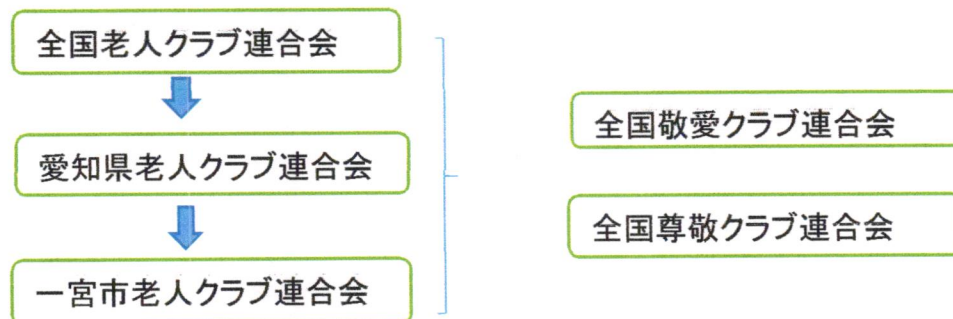 全国老人クラブ連合会
愛知県老人クラブ連合会
一宮市老人クラブ連合会
全国敬愛クラブ連合会
全国尊敬クラブ連合会